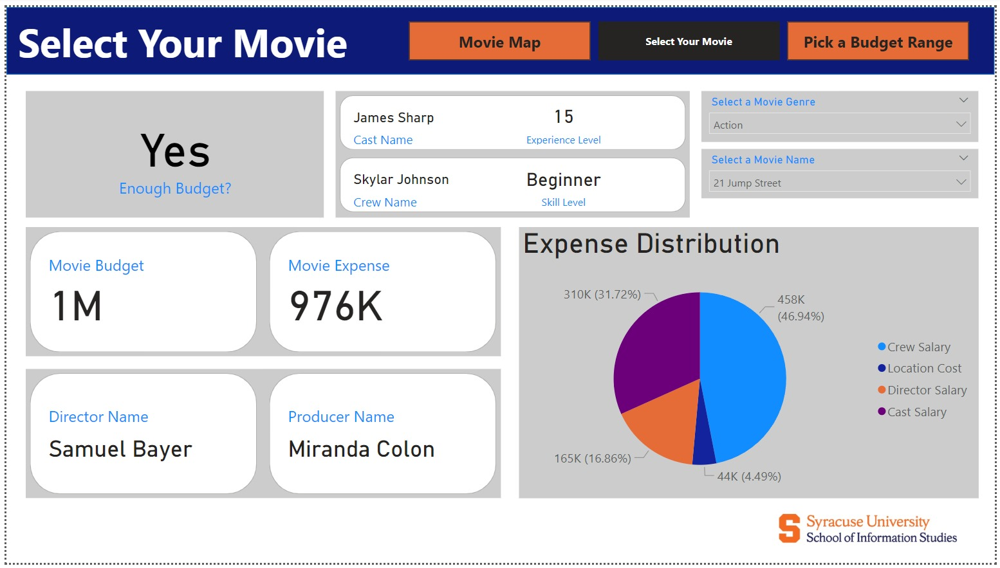 Select Your Movie
Movie Map
Select Your Movie
Pick a Budget Range
Yes
Enough Budget?
James Sharp
15
Cast Name
Experience Level
Skylar Johnson
Beginner
Crew Name
Skill Level
Select a Movie Genre
Action
Select a Movie Name
21 Jump Street
Movie Budget
1M
Movie Expense
976K
Director Name
Samuel Bayer
Producer Name
Miranda Colon
Expense Distribution
310K (31.72%)
458K
(46.94%)
165K (16.86%)
44K (4.49%)
Crew Salary
Location Cost
Director Salary
Cast Salary
S
Syracuse University
School of Information Studies